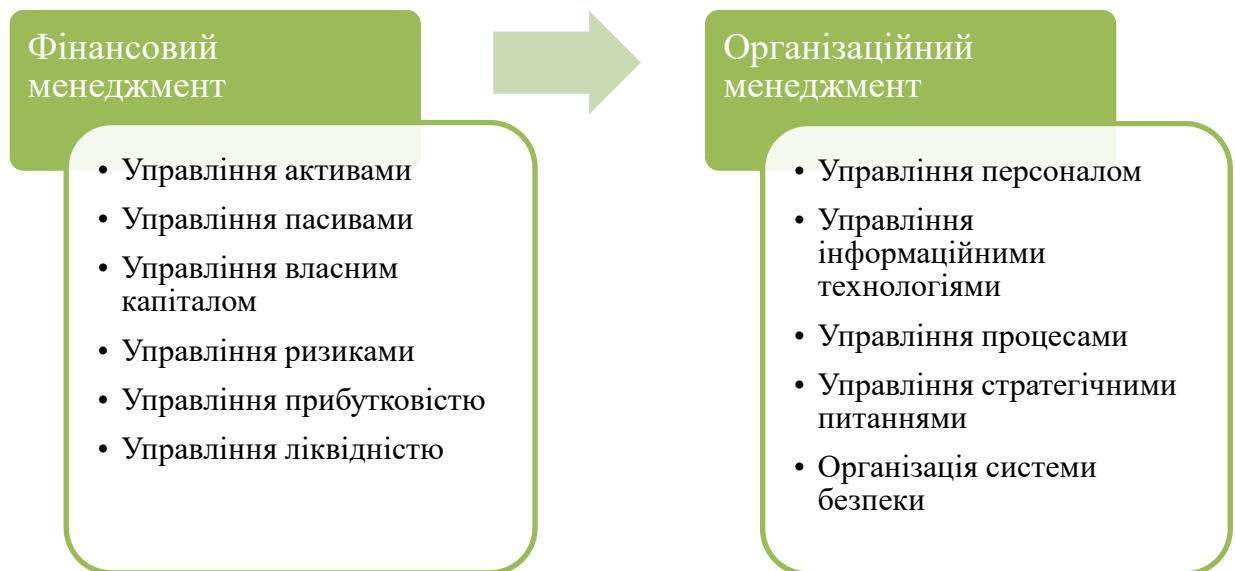 Фінансовий
менеджмент
• Управління активами
• Управління пасивами
• Управління власним
капіталом
• Управління ризиками
• Управління прибутковістю
• Управління ліквідністю
Організаційний
менеджмент
• Управління персоналом
• Управління
інформаційними
технологіями
• Управління процесами
• Управління стратегічними
питаннями
• Організація системи
безпеки